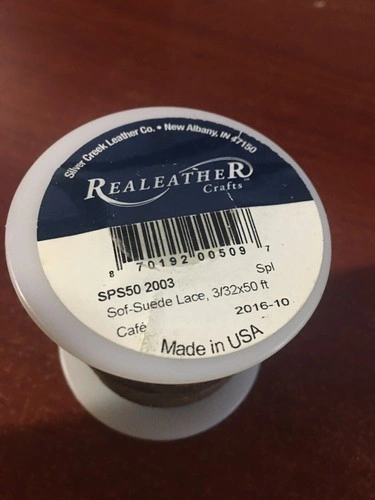 Silver Creek Leather Co. • New Albany, IN 47150
REALEATHER
Crafts
8 70192 00509 7
SPS50 2003 Spl
Sof-Suede Lace, 3/32x50 ft
Café 2016-10
Made in USA